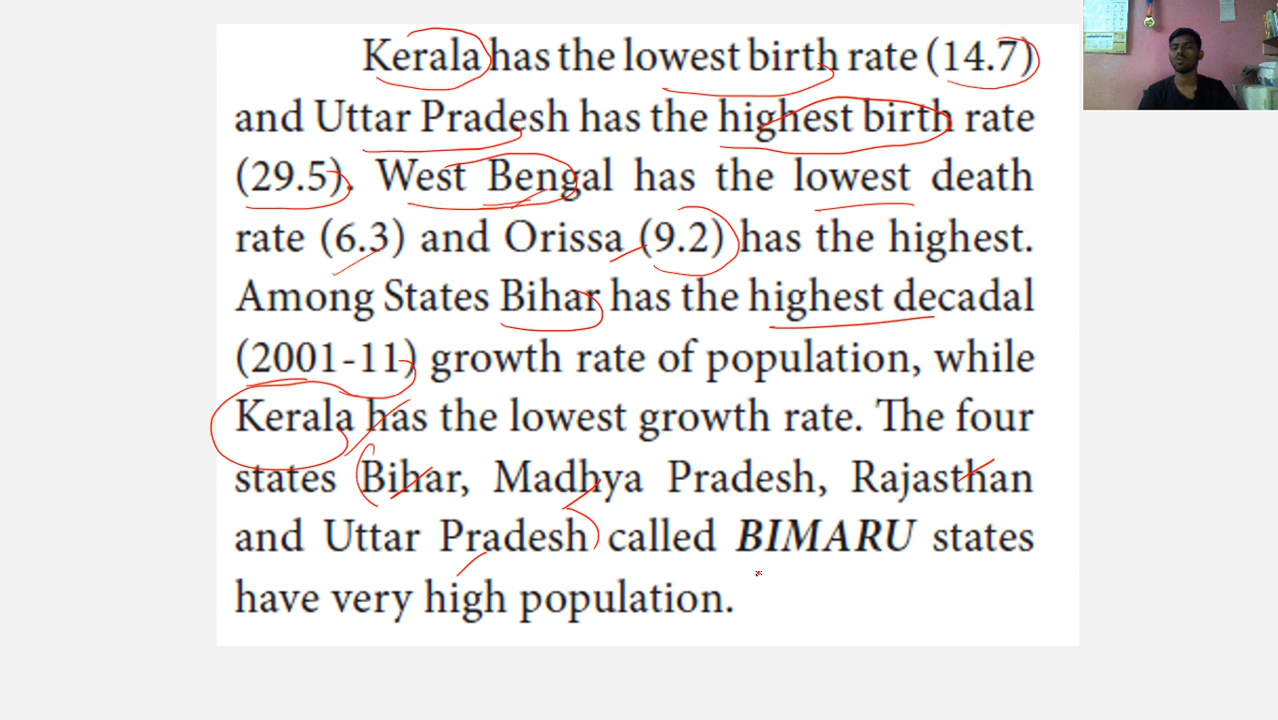 Kerala has the lowest birth rate (14.7)
and Uttar Pradesh has the highest birth rate
(29.5). West Bengal has the lowest death
rate (6.3) and Orissa (9.2) has the highest.
Among States Bihar has the highest decadal
(2001-11) growth rate of population, while
Kerala has the lowest growth rate. The four
states Bihar, Madhya Pradesh, Rajasthan
and Uttar Pradesh called BIMARU states
have very high population.